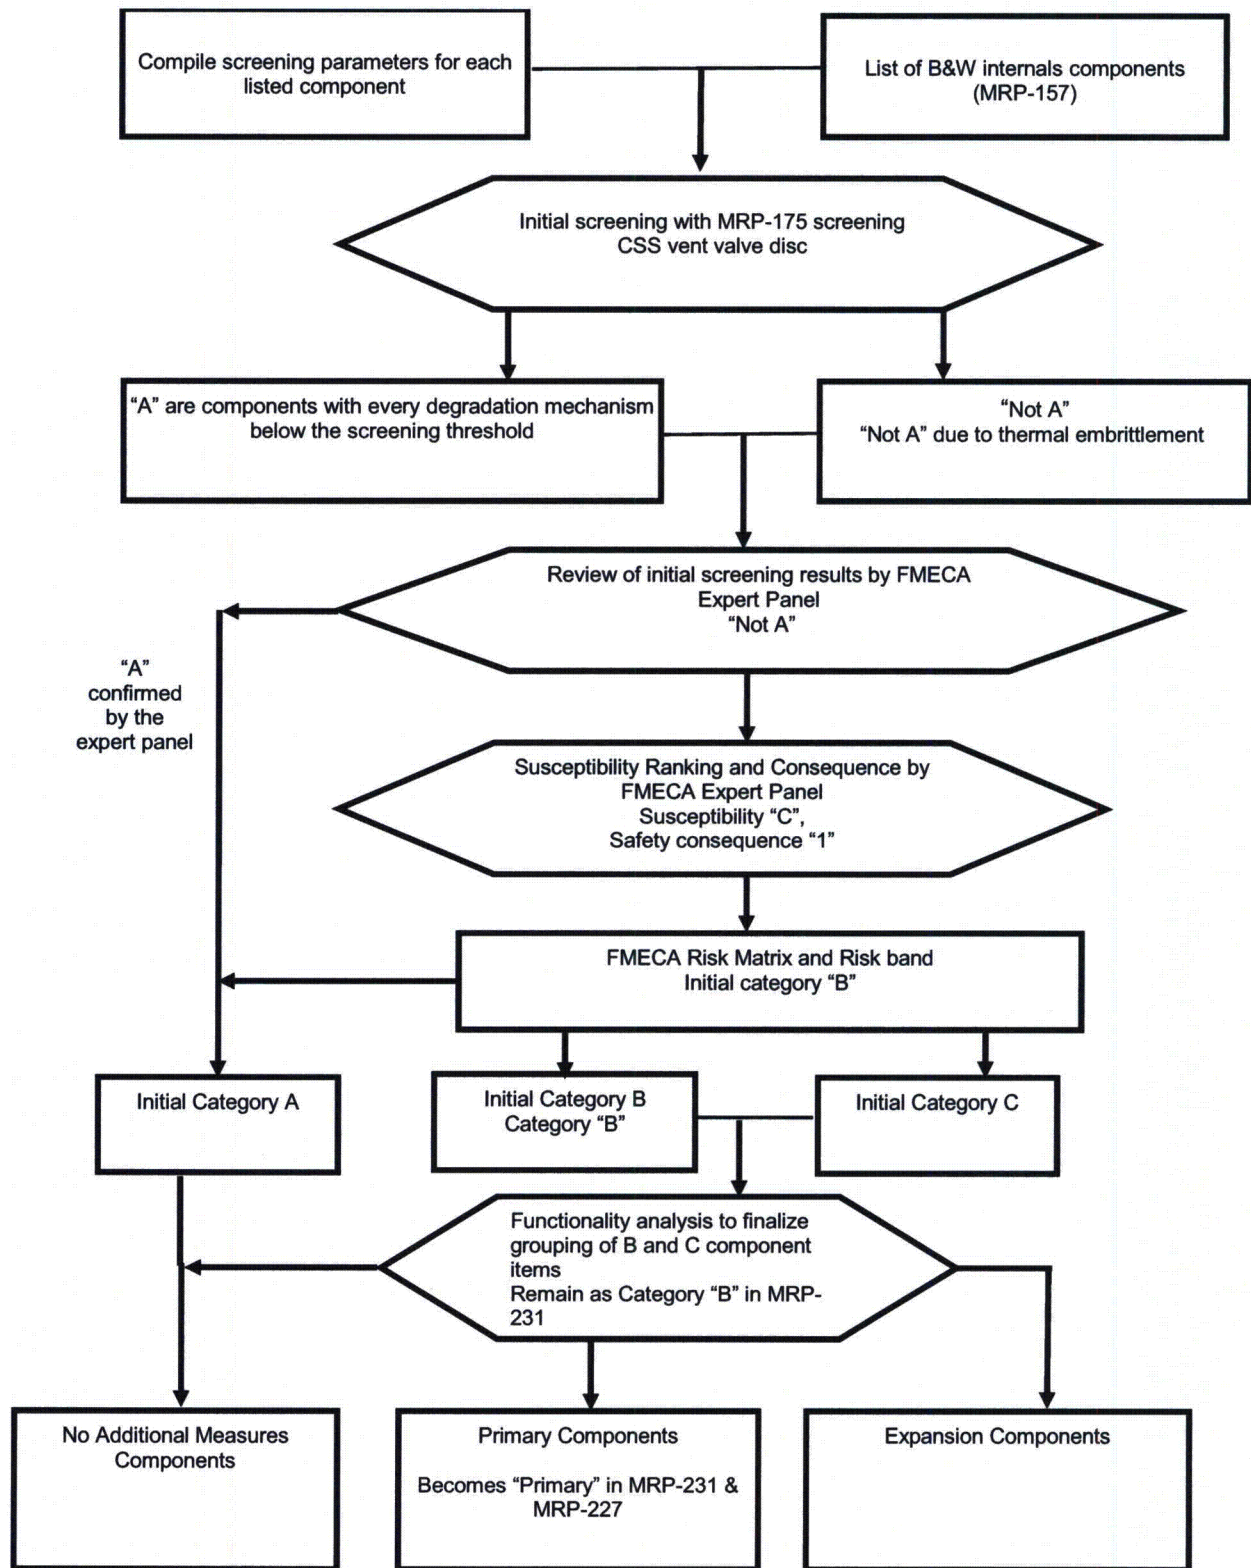 Compile screening parameters for each
listed component
List of B&W internals components
(MRP-157)
Initial screening with MRP-175 screening
CSS vent valve disc
“A” are components with every degradation mechanism
below the screening threshold
“Not A”
“Not A” due to thermal embrittlement
Review of initial screening results by FMECA
Expert Panel
“Not A”
“A”
confirmed
by the
expert panel
Susceptibility Ranking and Consequence by
FMECA Expert Panel
Susceptibility “C”,
Safety consequence “1”
FMECA Risk Matrix and Risk band
Initial category “B”
Initial Category A
Initial Category B
Category “B”
Initial Category C
Functionality analysis to finalize
grouping of B and C component
items
Remain as Category “B” in MRP-
231
No Additional Measures
Components
Primary Components
Becomes “Primary” in MRP-231 &
MRP-227
Expansion Components